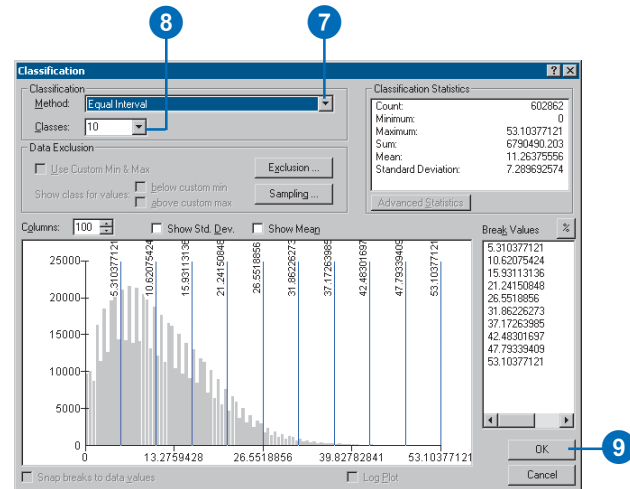 8 7
Classification
Classification
Method: Equal Interval
Classes: 10
Classification Statistics
Count: 602862
Minimum: 0
Maximum: 53.10377121
Sum: 6790490.203
Mean: 11.26375556
Standard Deviation: 7.289692574
Advanced Statistics
Data Exclusion
Use Custom Min & Max
Exclusion ...
Show class for values: below custom min
above custom max
Sampling ...
Columns: 100 Show Std. Dev. Show Mean
Break Values %
5.310377121
10.62075424
15.93113136
21.24150848
26.5518856
31.86226273
37.17263985
42.48301697
47.79339409
53.10377121
25000
20000
15000
10000
5000
0
5.310377121
10.62075424
15.93113136
21.24150848
26.5518856
31.86226273
37.17263985
42.48301697
47.79339409
53.10377121
0 13.2759428 26.5518856 39.82782841 53.10377121
OK 9
Snap breaks to data values Log Plot Cancel